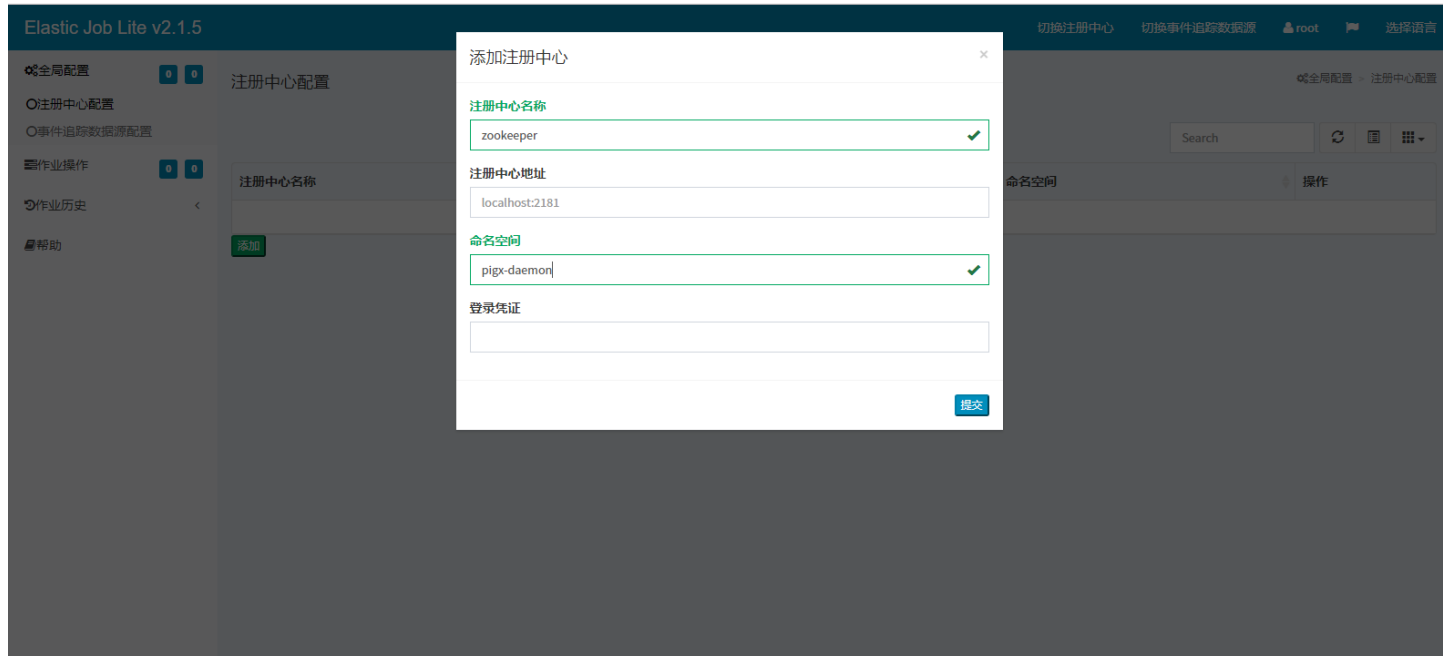 Elastic Job Lite v2.1.5
切换注册中心 切换事件追踪数据源 root 选择语言
全局配置 0 0
注册中心配置
事件追踪数据源配置
作业操作 0 0
作业历史
帮助
注册中心配置
全局配置 > 注册中心配置
Search
注册中心名称 命名空间 操作
添加
添加注册中心 ×
注册中心名称
zookeeper
注册中心地址
localhost:2181
命名空间
pigx-daemon
登录凭证
提交